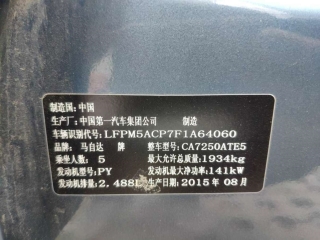 制造国:中国
生产厂:中国第一汽车集团公司 制造
车辆识别代号:LFPM5ACP7F1A64060
品牌:马自达 牌 整车型号:CA7250ATE5
乘坐人数:5 最大允许总质量:1934kg
发动机型号:PY 发动机最大净功率:141kW
发动机排量:2.488L 生产日期:2015年08月